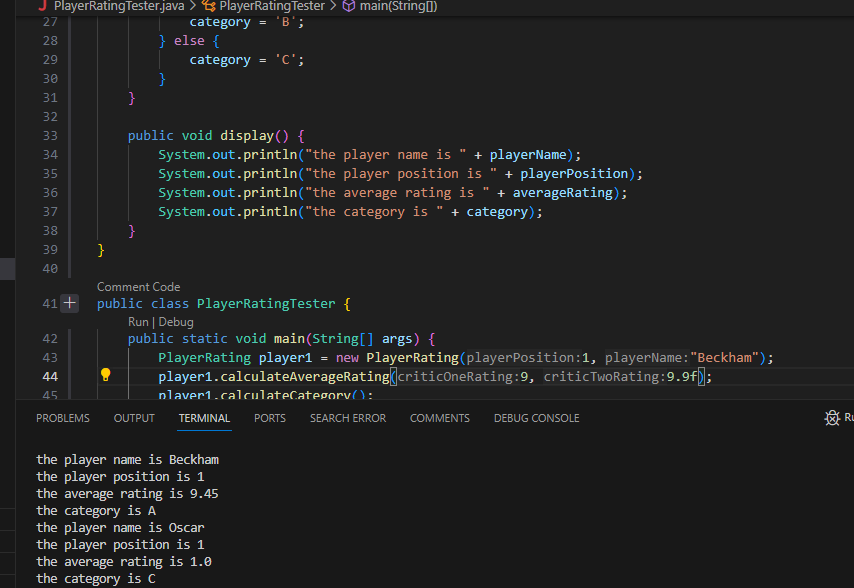 PlayerRatingTester.java > PlayerRatingTester > main(String[])
27 category = 'B';
28 } else {
29 category = 'C';
30 }
31 }
32
33 public void display() {
34 System.out.println("the player name is " + playerName);
35 System.out.println("the player position is " + playerPosition);
36 System.out.println("the average rating is " + averageRating);
37 System.out.println("the category is " + category);
38 }
39 }
40
Comment Code
41 public class PlayerRatingTester {
Run | Debug
42 public static void main(String[] args) {
43 PlayerRating player1 = new PlayerRating(playerPosition:1, playerName:"Beckham");
44 player1.calculateAverageRating(criticOneRating:9, criticTwoRating:9.9f);
45 player1.calculateCategory();
PROBLEMS OUTPUT TERMINAL PORTS SEARCH ERROR COMMENTS DEBUG CONSOLE
the player name is Beckham
the player position is 1
the average rating is 9.45
the category is A
the player name is Oscar
the player position is 1
the average rating is 1.0
the category is C